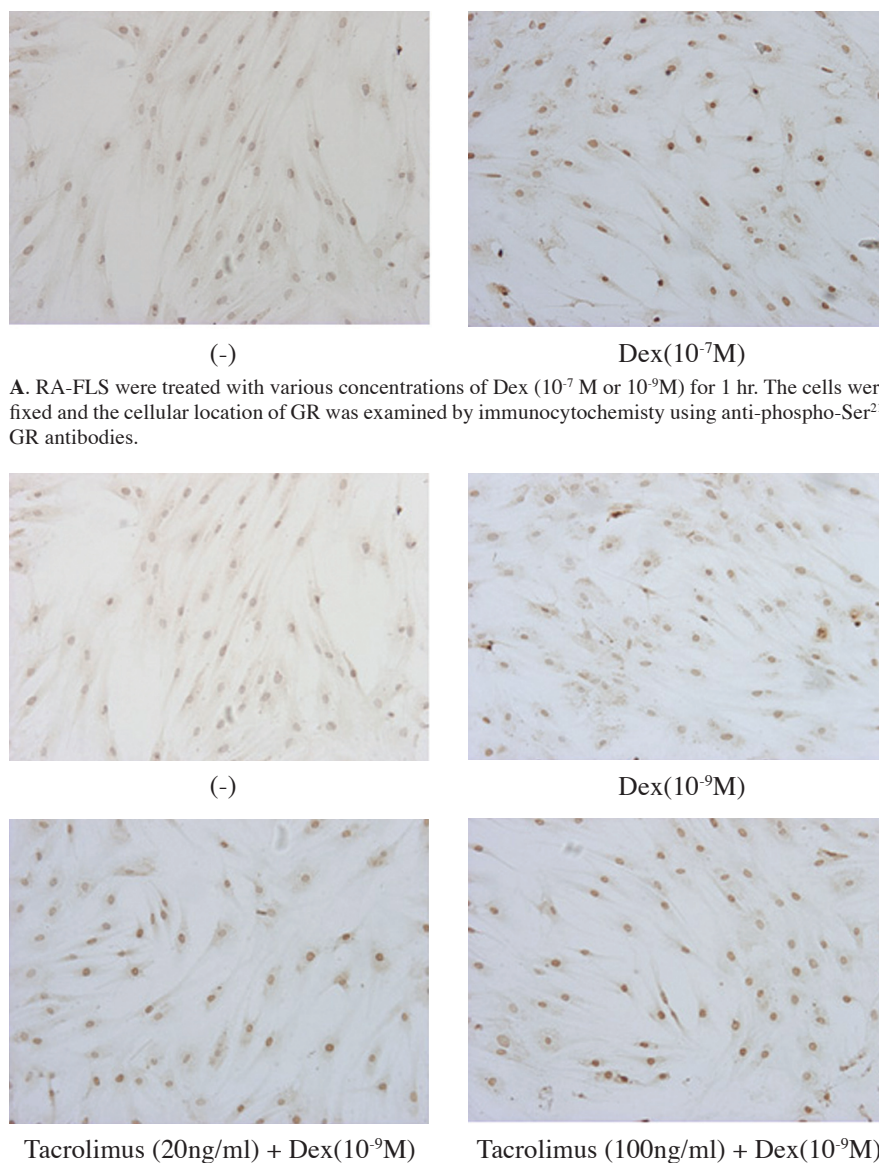 (-)
Dex(10⁻⁷M)
A. RA-FLS were treated with various concentrations of Dex (10⁻⁷ M or 10⁻⁹M) for 1 hr. The cells wer
fixed and the cellular location of GR was examined by immunocytochemisty using anti-phospho-Ser²
GR antibodies.
(-)
Dex(10⁻⁹M)
Tacrolimus (20ng/ml) + Dex(10⁻⁹M)
Tacrolimus (100ng/ml) + Dex(10⁻⁹M)